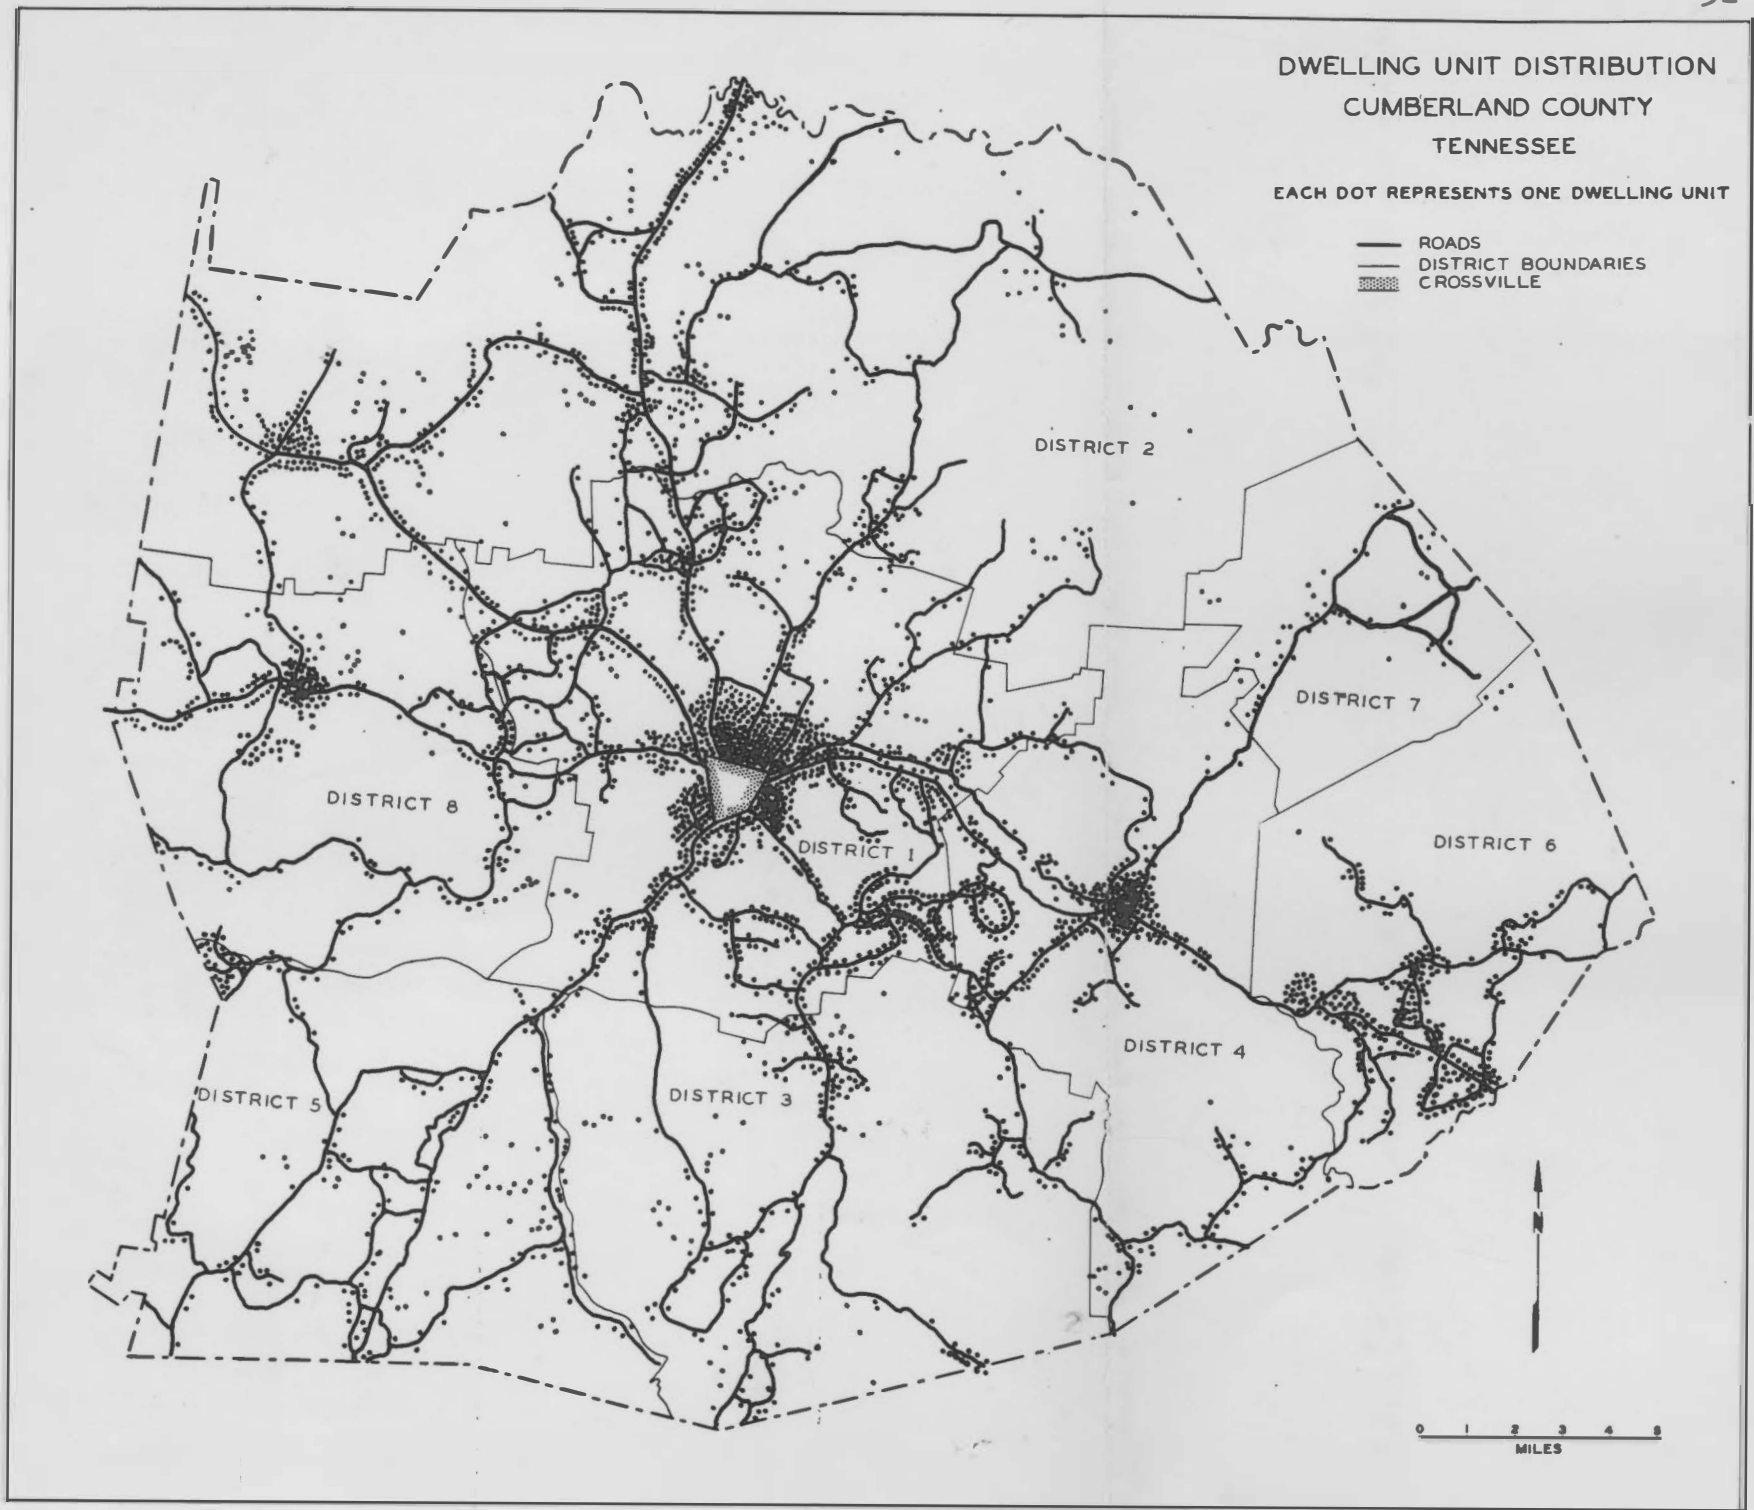 DWELLING UNIT DISTRIBUTION
CUMBERLAND COUNTY
TENNESSEE
EACH DOT REPRESENTS ONE DWELLING UNIT
ROADS
DISTRICT BOUNDARIES
CROSSVILLE
DISTRICT 2
DISTRICT 7
DISTRICT 8
DISTRICT 6
DISTRICT 1
DISTRICT 4
DISTRICT 5
DISTRICT 3
N
0 1 2 3 4 5
MILES